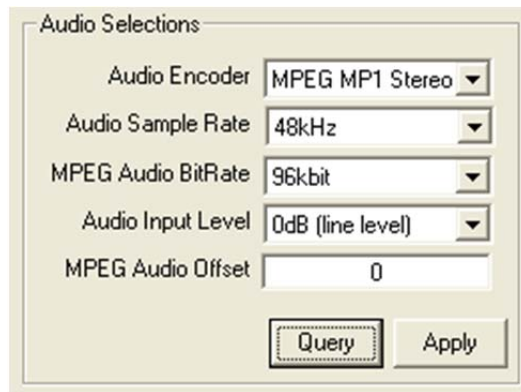 Audio Selections
Audio Encoder MPEG MP1 Stereo
Audio Sample Rate 48kHz
MPEG Audio BitRate 96kbit
Audio Input Level 0dB (line level)
MPEG Audio Offset 0
Query Apply